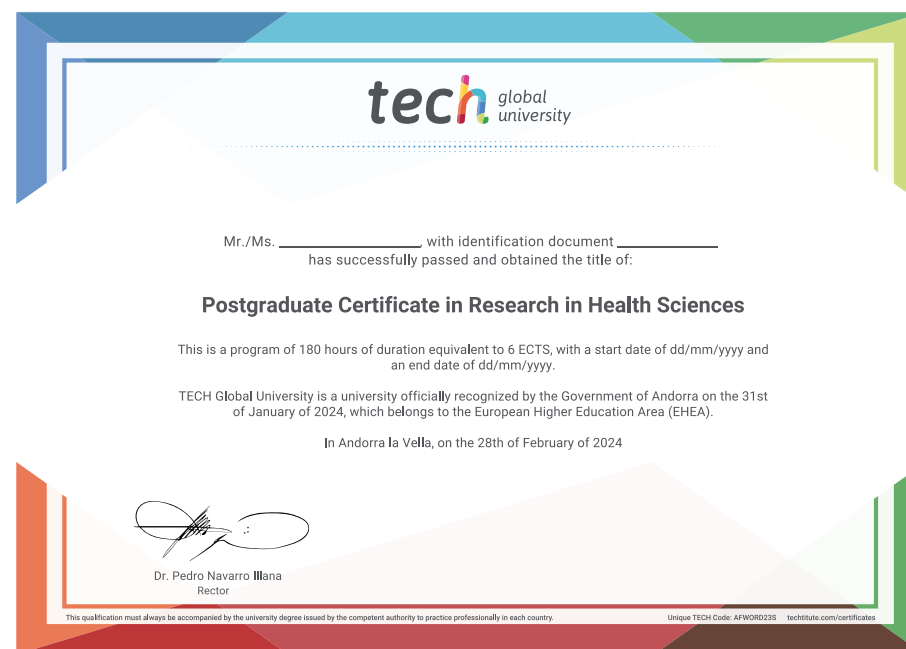 tech global
university
Mr./Ms. ____________, with identification document ____________
has successfully passed and obtained the title of:
Postgraduate Certificate in Research in Health Sciences
This is a program of 180 hours of duration equivalent to 6 ECTS, with a start date of dd/mm/yyyy and
an end date of dd/mm/yyyy.
TECH Global University is a university officially recognized by the Government of Andorra on the 31st
of January of 2024, which belongs to the European Higher Education Area (EHEA).
In Andorra la Vella, on the 28th of February of 2024
Dr. Pedro Navarro Illana
Rector
This qualification must always be accompanied by the university degree issued by the competent authority to practice professionally in each country. Unique TECH Code: AFWORD23S techtitute.com/certificates